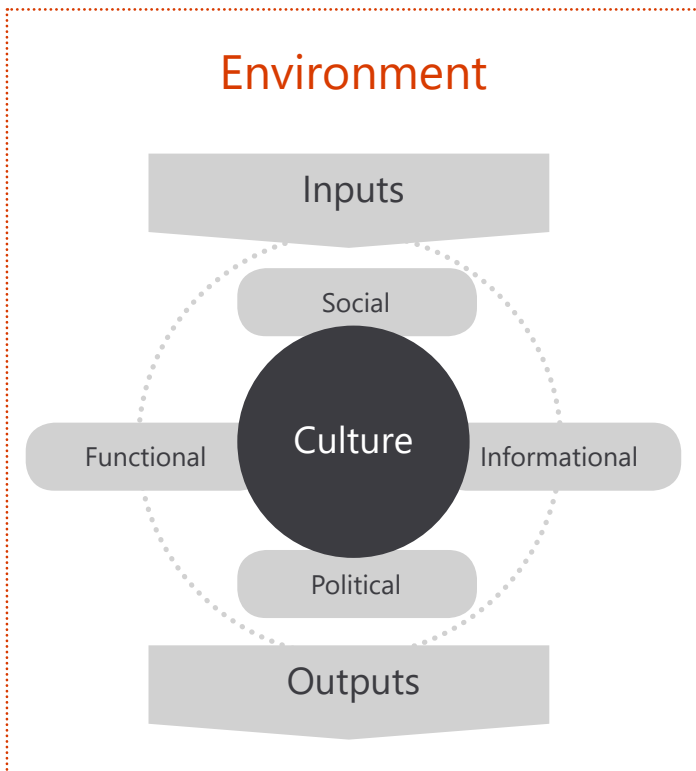 Environment
Inputs
Social
Functional
Culture
Informational
Political
Outputs